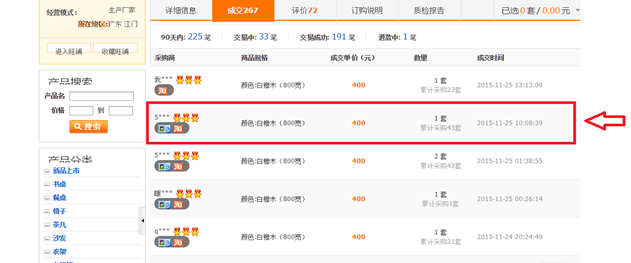 经营模式： 生产厂家
所在地区：广东 江门
进入旺铺 收藏旺铺
产品搜索
产品名
价格 到
搜索
产品分类
新品上市
书桌
餐桌
椅子
茶几
沙发
衣架
详细信息 成交267 评价72 订购说明 质检报告 已选0套/0.00元
90天内: 225 笔 交易中: 33 笔 交易成功: 191 笔 退款中: 1 笔
采购商 商品规格 成交单价（元） 数量 成交时间
我*** 颜色:白橡木（800宽） 400 1 套 2015-11-25 13:13:09
淘 累计采购23套
5*** 颜色:白橡木（800宽） 400 1 套 2015-11-25 10:08:39
淘 累计采购43套
5*** 颜色:白橡木（800宽） 400 2 套 2015-11-25 01:38:55
淘 累计采购43套
颜色:白橡木（800宽） 400 1 套 2015-11-25 00:26:14
淘 累计采购1套
q*** 颜色:白橡木（800宽） 400 1 套 2015-11-24 20:24:49
淘 累计采购31套